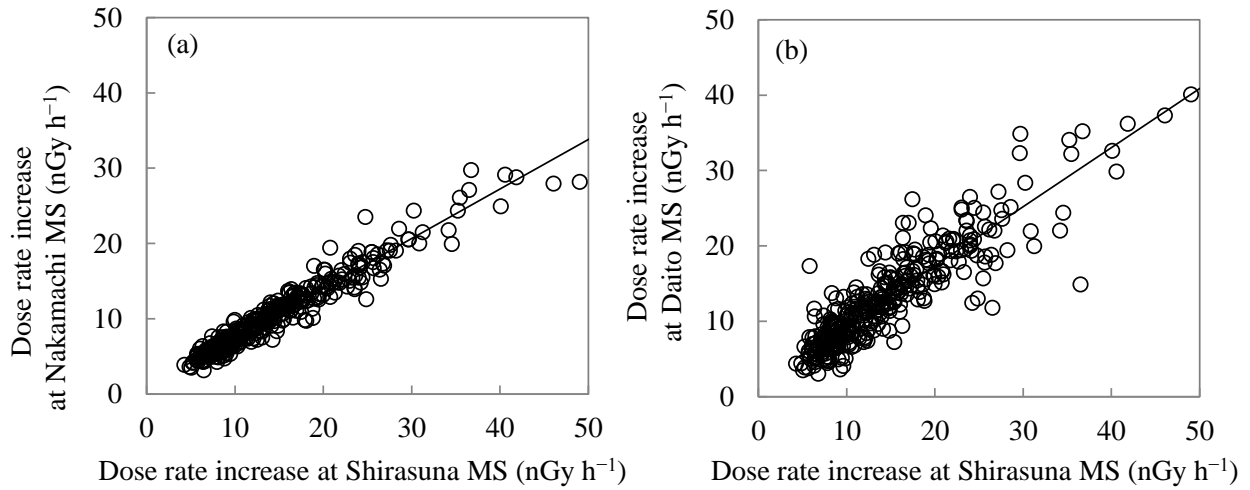 (a)
Dose rate increase
at Nakamachi MS (nGy h⁻¹)
50
40
30
20
10
0
0 10 20 30 40 50
Dose rate increase at Shirasuna MS (nGy h⁻¹)
(b)
Dose rate increase
at Daito MS (nGy h⁻¹)
50
40
30
20
10
0
0 10 20 30 40 50
Dose rate increase at Shirasuna MS (nGy h⁻¹)